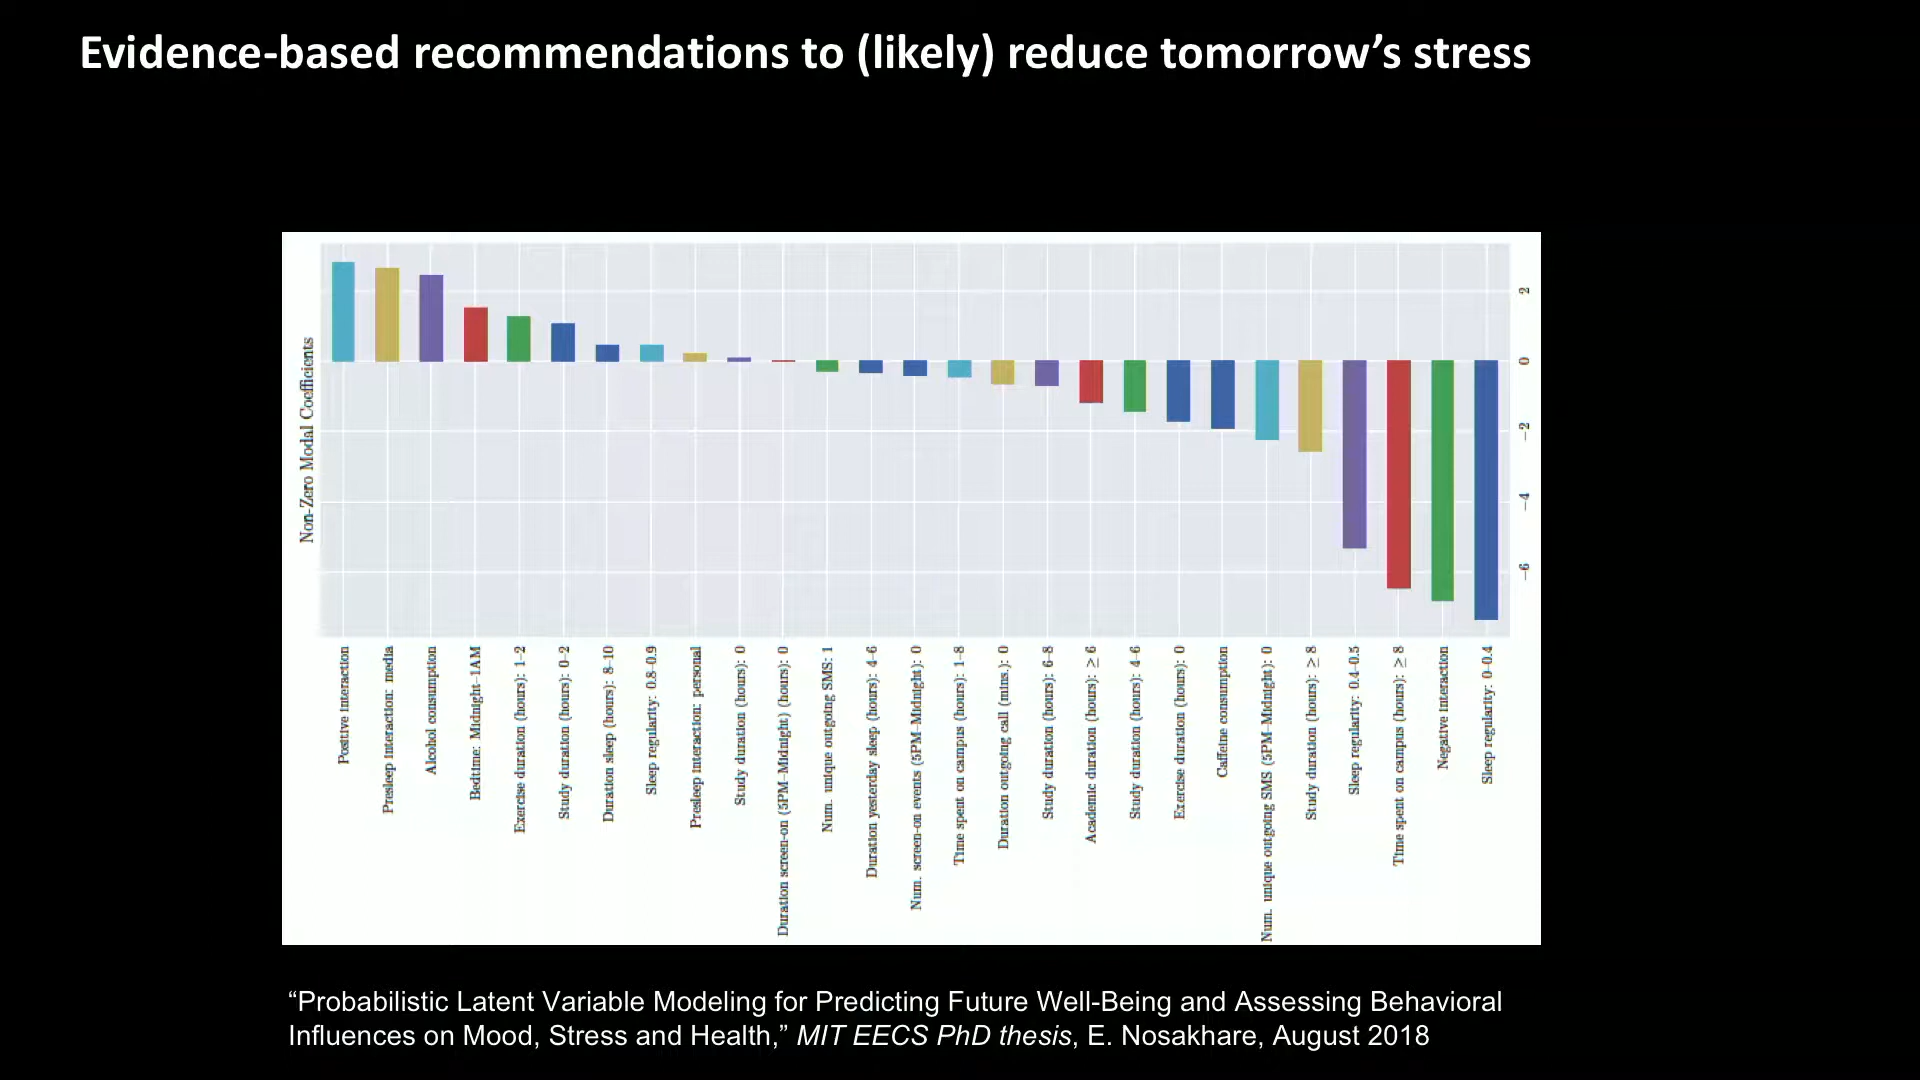 Evidence-based recommendations to (likely) reduce tomorrow's stress
Non-Zero Modal Coefficients
2
0
−2
−4
−6
Positive interaction
Presleep interaction: media
Alcohol consumption
Bedtime: Midnight–1AM
Exercise duration (hours): 1–2
Study duration (hours): 0–2
Duration sleep (hours): 8–10
Sleep regularity: 0.8–0.9
Presleep interaction: personal
Study duration (hours): 0
Duration screen-on (5PM–Midnight) (hours): 0
Num. unique outgoing SMS: 1
Duration yesterday sleep (hours): 4–6
Num. screen-on events (5PM–Midnight): 0
Time spent on campus (hours): 1–8
Duration outgoing call (mins.): 0
Study duration (hours): 6–8
Academic duration (hours): ≥ 6
Study duration (hours): 4–6
Exercise duration (hours): 0
Caffeine consumption
Num. unique outgoing SMS (5PM–Midnight): 0
Study duration (hours): ≥ 8
Sleep regularity: 0.4–0.5
Time spent on campus (hours): ≥ 8
Negative interaction
Sleep regularity: 0–0.4
“Probabilistic Latent Variable Modeling for Predicting Future Well-Being and Assessing Behavioral
Influences on Mood, Stress and Health,” MIT EECS PhD thesis, E. Nosakhare, August 2018